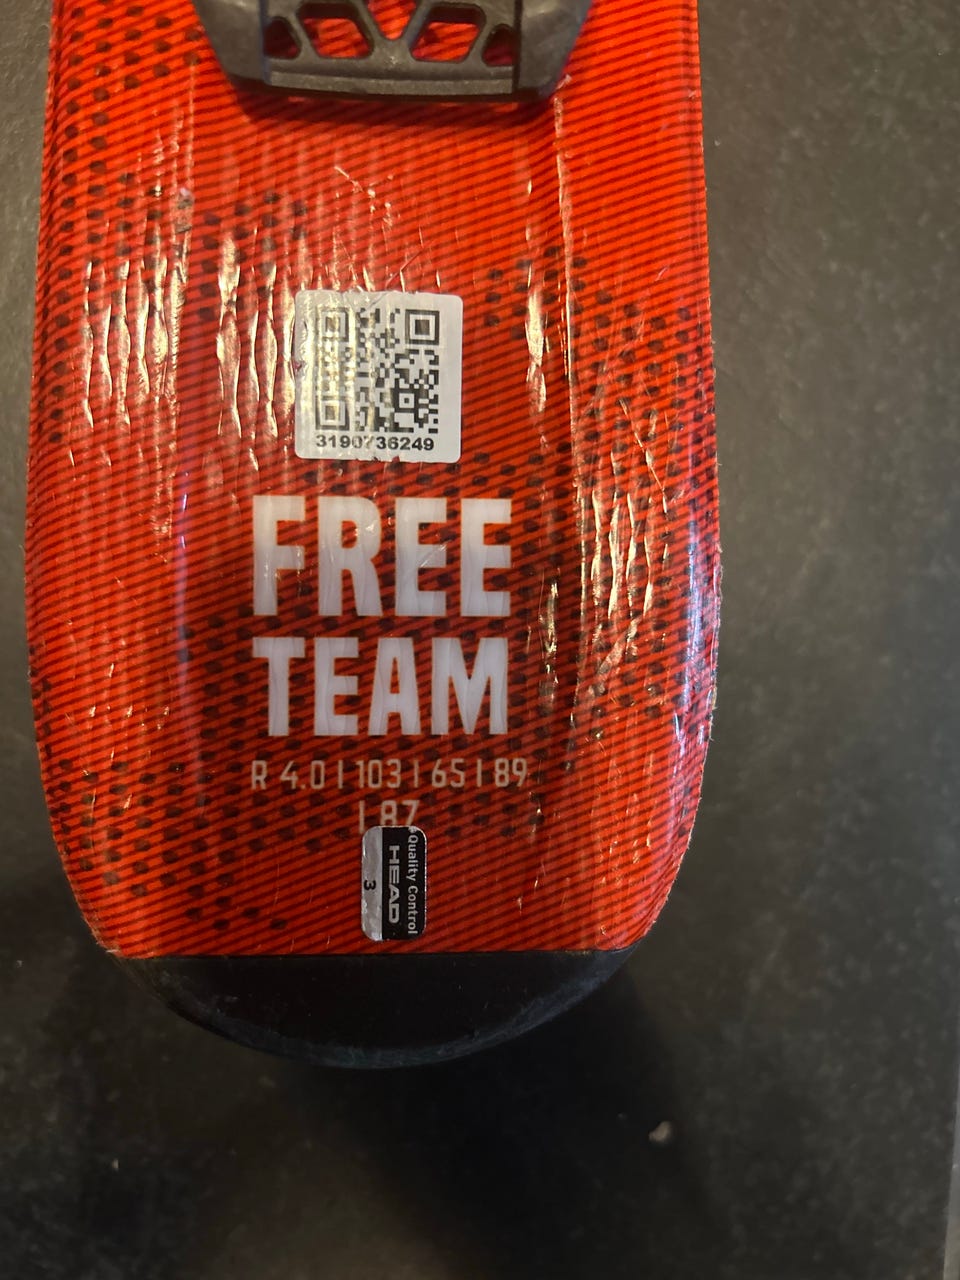 3190736249
FREE
TEAM
R 4.0 | 103 | 65 | 89
| 87
Quality Control
HEAD
3